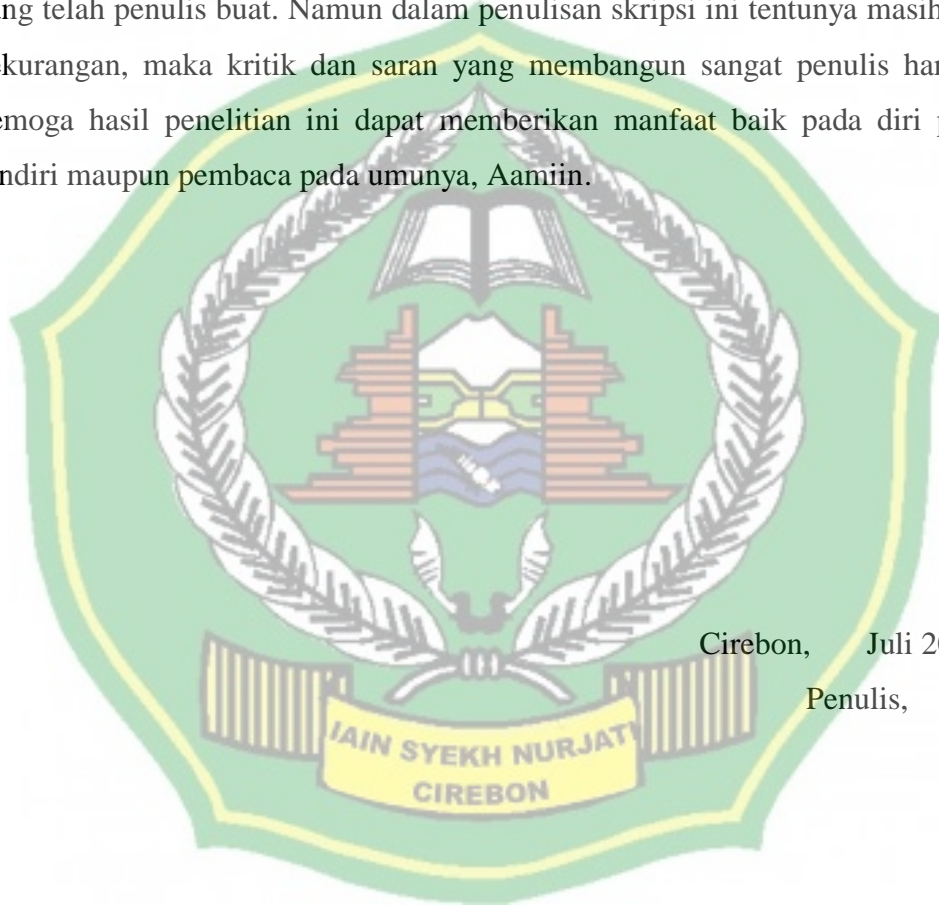 ng telah penulis buat. Namun dalam penulisan skripsi ini tentunya masih
ekurangan, maka kritik dan saran yang membangun sangat penulis har
emoga hasil penelitian ini dapat memberikan manfaat baik pada diri p
ndiri maupun pembaca pada umunya, Aamiin.
Cirebon, Juli 20
Penulis,
IAIN SYEKH NURJATI
CIREBON